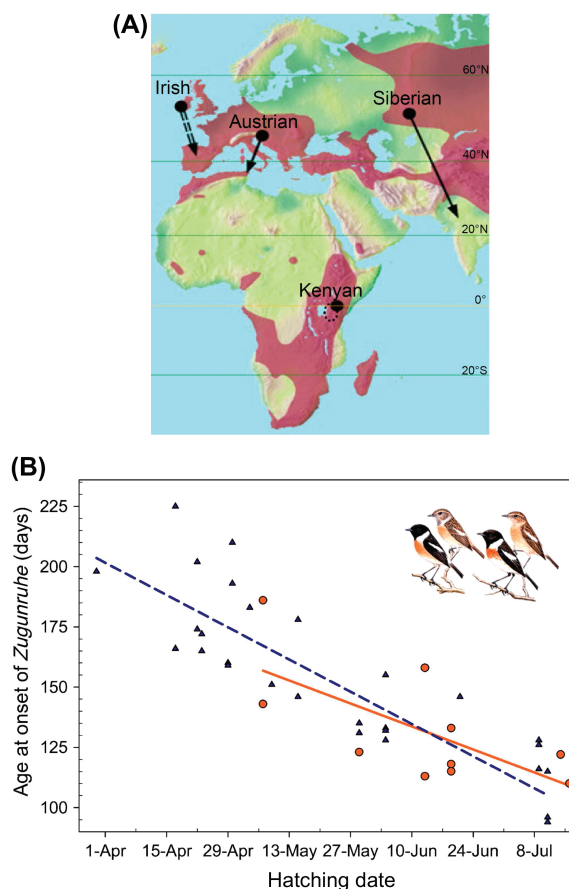 (A)
60°N
Irish
Siberian
Austrian
40°N
20°N
Kenyan
0°
20°S
(B)
225
200
175
150
125
100
Age at onset of Zugunruhe (days)
1-Apr 15-Apr 29-Apr 13-May 27-May 10-Jun 24-Jun 8-Jul
Hatching date